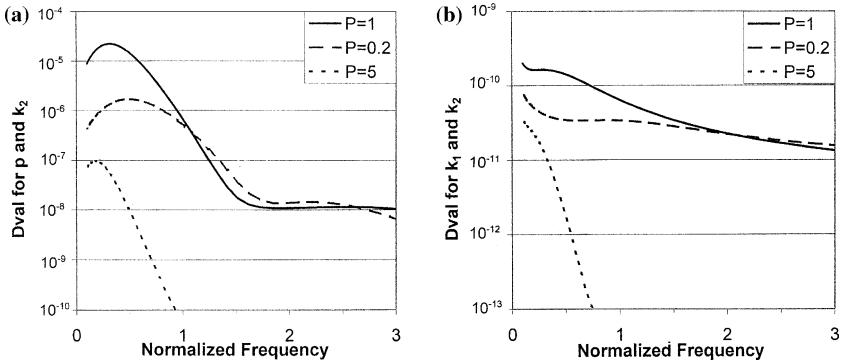 (a)
Dval for p and k₂
10⁻⁴
10⁻⁵
10⁻⁶
10⁻⁷
10⁻⁸
10⁻⁹
10⁻¹⁰
P=1
P=0.2
P=5
0 1 2 3
Normalized Frequency
(b)
Dval for k₁ and k₂
10⁻⁹
10⁻¹⁰
10⁻¹¹
10⁻¹²
10⁻¹³
P=1
P=0.2
P=5
0 1 2 3
Normalized Frequency